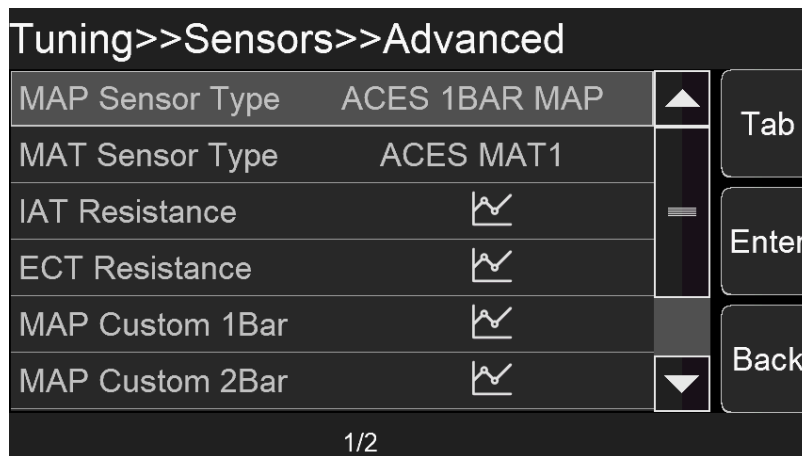 Tuning>>Sensors>>Advanced
MAP Sensor Type ACES 1BAR MAP
MAT Sensor Type ACES MAT1
IAT Resistance
ECT Resistance
MAP Custom 1Bar
MAP Custom 2Bar
Tab
Enter
Back
1/2